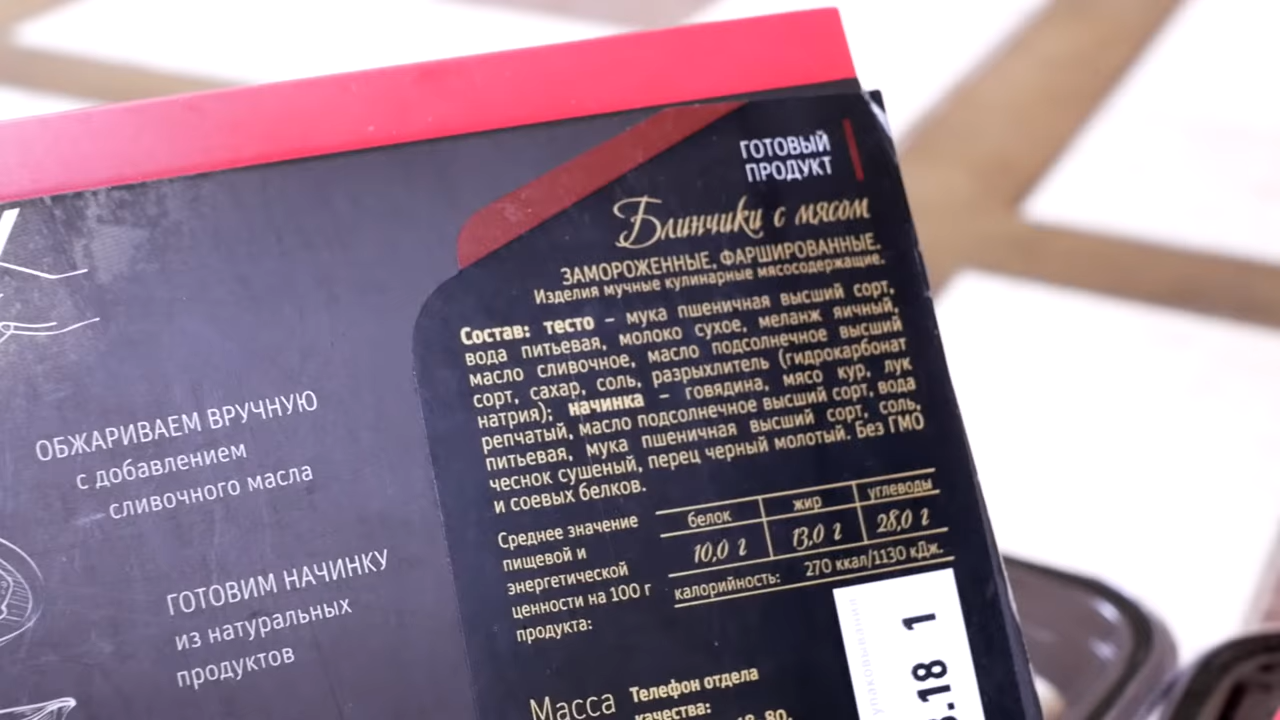 ГОТОВЫЙ
ПРОДУКТ
Блинчики с мясом
ЗАМОРОЖЕННЫЕ, ФАРШИРОВАННЫЕ.
Изделия мучные кулинарные мясосодержащие.
Состав: тесто – мука пшеничная высший сорт,
вода питьевая, молоко сухое, меланж яичный,
масло сливочное, масло подсолнечное высший
сорт, сахар, соль, разрыхлитель (гидрокарбонат
натрия); начинка – говядина, мясо кур, лук
репчатый, масло подсолнечное высший сорт, вода
питьевая, мука пшеничная высший сорт, соль,
чеснок сушеный, перец черный молотый. Без ГМО
и соевых белков.
Среднее значение
пищевой и
энергетической
ценности на 100 г
продукта:
белок жир углеводы
10,0 г 13,0 г 28,0 г
калорийность: 270 ккал/1130 кДж.
Масса
Телефон отдела
качества:
80.
упаковывания
.18 1
ОБЖАРИВАЕМ ВРУЧНУЮ
с добавлением
сливочного масла
ГОТОВИМ НАЧИНКУ
из натуральных
продуктов